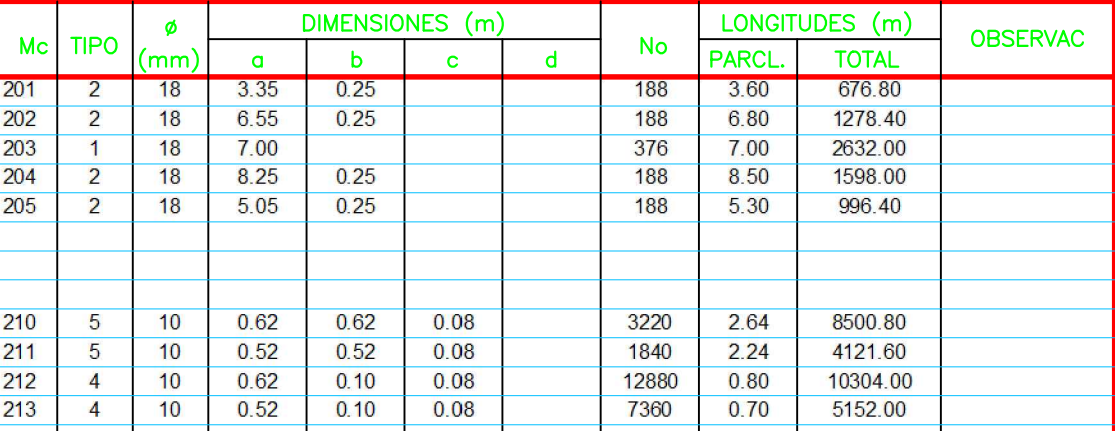 Mc TIPO ø (mm) DIMENSIONES (m) No LONGITUDES (m) OBSERVAC
a b c d PARCL. TOTAL
201 2 18 3.35 0.25 188 3.60 676.80
202 2 18 6.55 0.25 188 6.80 1278.40
203 1 18 7.00 376 7.00 2632.00
204 2 18 8.25 0.25 188 8.50 1598.00
205 2 18 5.05 0.25 188 5.30 996.40
210 5 10 0.62 0.62 0.08 3220 2.64 8500.80
211 5 10 0.52 0.52 0.08 1840 2.24 4121.60
212 4 10 0.62 0.10 0.08 12880 0.80 10304.00
213 4 10 0.52 0.10 0.08 7360 0.70 5152.00